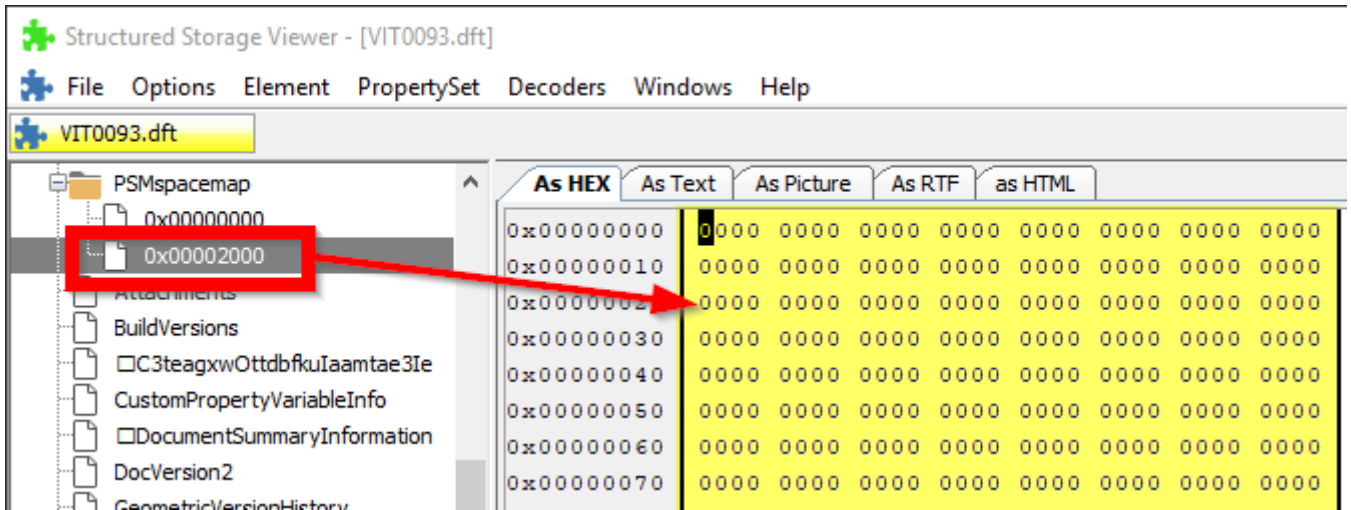 Structured Storage Viewer - [VIT0093.dft]
File Options Element PropertySet Decoders Windows Help
VIT0093.dft
PSMspacemap
0x00000000
0x00002000
Attachments
BuildVersions
□C3teagxwOttdbfkuIaamtae3Ie
CustomPropertyVariableInfo
□DocumentSummaryInformation
DocVersion2
GeometricVersionHistory
As HEX As Text As Picture As RTF as HTML
0x00000000 0000 0000 0000 0000 0000 0000 0000 0000
0x00000010 0000 0000 0000 0000 0000 0000 0000 0000
0x0000002 0000 0000 0000 0000 0000 0000 0000 0000
0x00000030 0000 0000 0000 0000 0000 0000 0000 0000
0x00000040 0000 0000 0000 0000 0000 0000 0000 0000
0x00000050 0000 0000 0000 0000 0000 0000 0000 0000
0x00000060 0000 0000 0000 0000 0000 0000 0000 0000
0x00000070 0000 0000 0000 0000 0000 0000 0000 0000